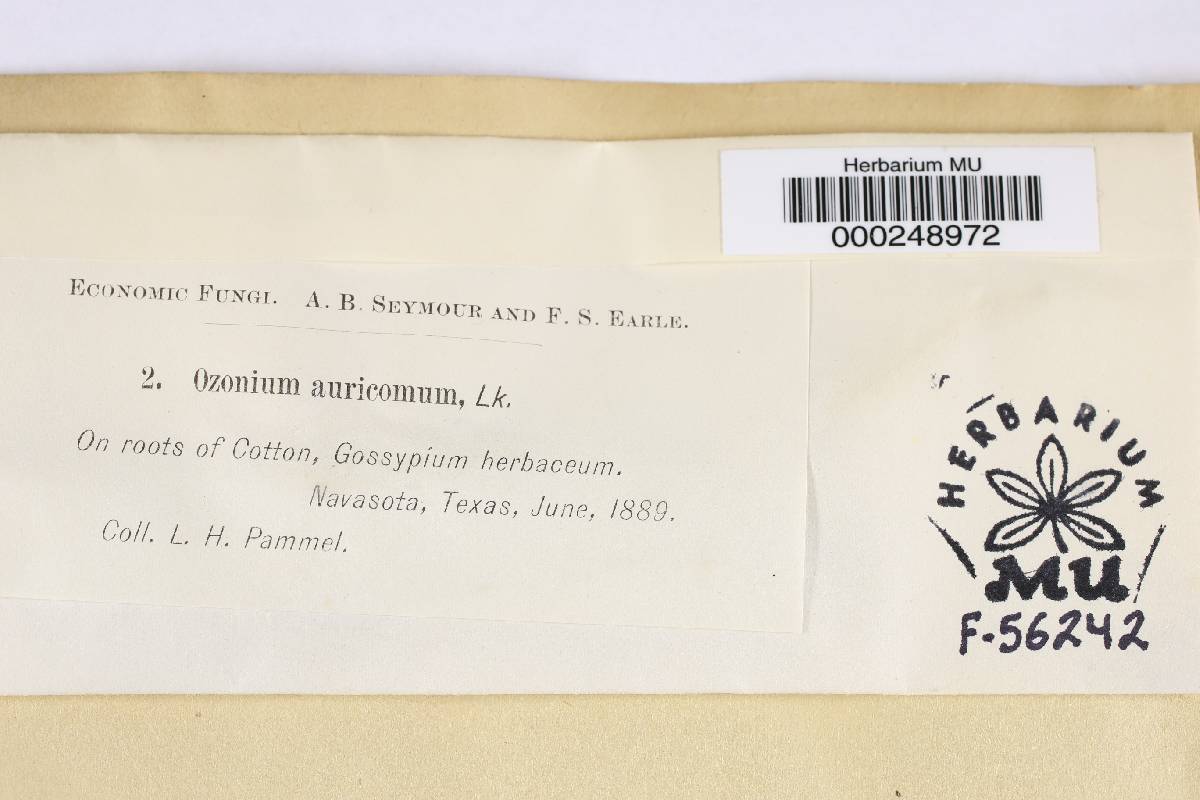 Herbarium MU
000248972
ECONOMIC FUNGI. A. B. SEYMOUR AND F. S. EARLE.
2. Ozonium auricomum, Lk.
On roots of Cotton, Gossypium herbaceum.
Navasota, Texas, June, 1889.
Coll. L. H. Pammel.
HERBARIUM
MU
F-56242